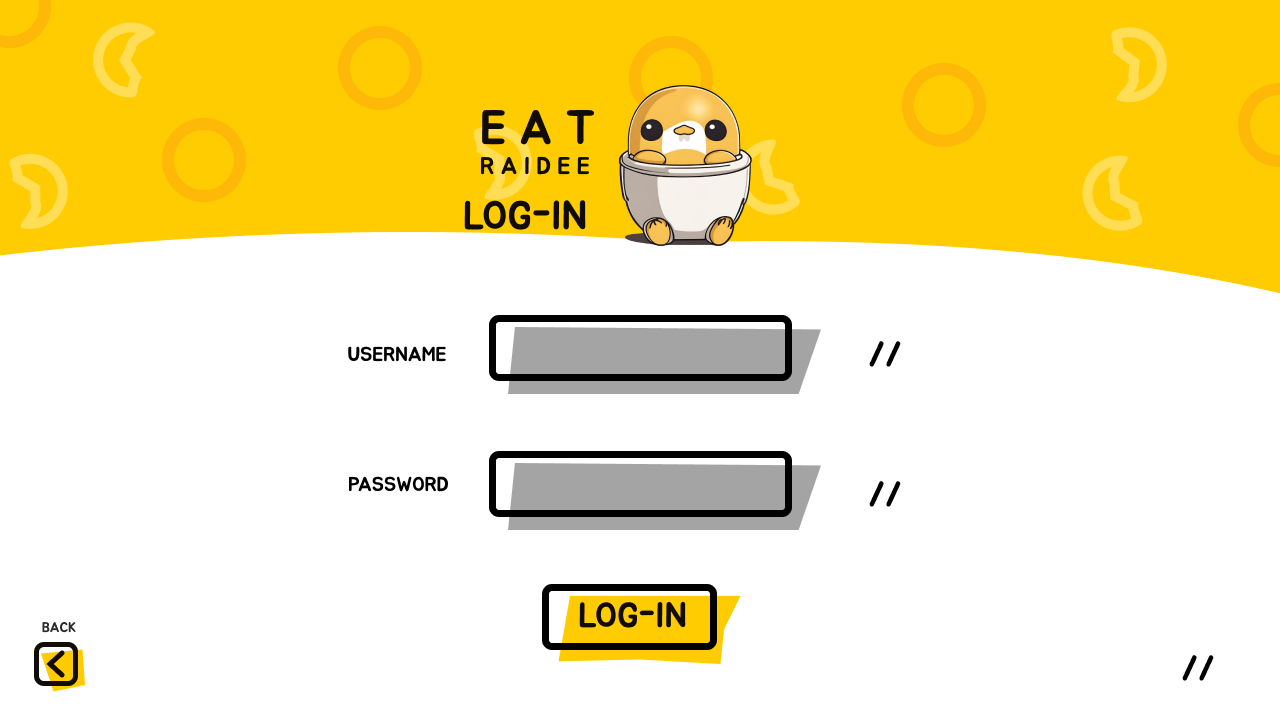 EAT
RAIDEE
LOG-IN
USERNAME
//
PASSWORD
//
LOG-IN
BACK
//